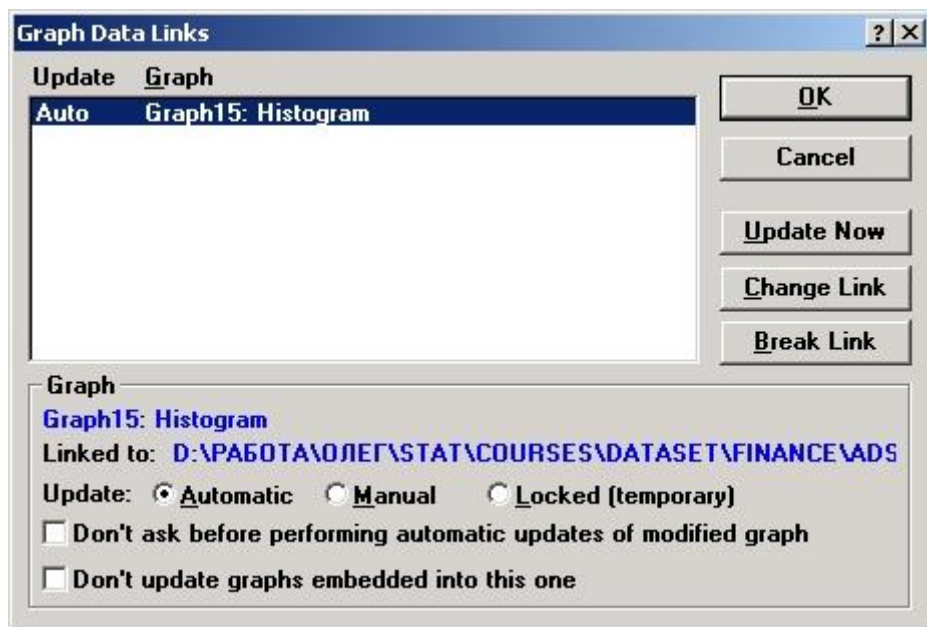 Graph Data Links
Update Graph
Auto Graph15: Histogram
OK
Cancel
Update Now
Change Link
Break Link
Graph
Graph15: Histogram
Linked to: D:\РАБОТА\ОЛЕГ\STAT\COURSES\DATASET\FINANCE\ADS
Update: Automatic Manual Locked (temporary)
Don't ask before performing automatic updates of modified graph
Don't update graphs embedded into this one